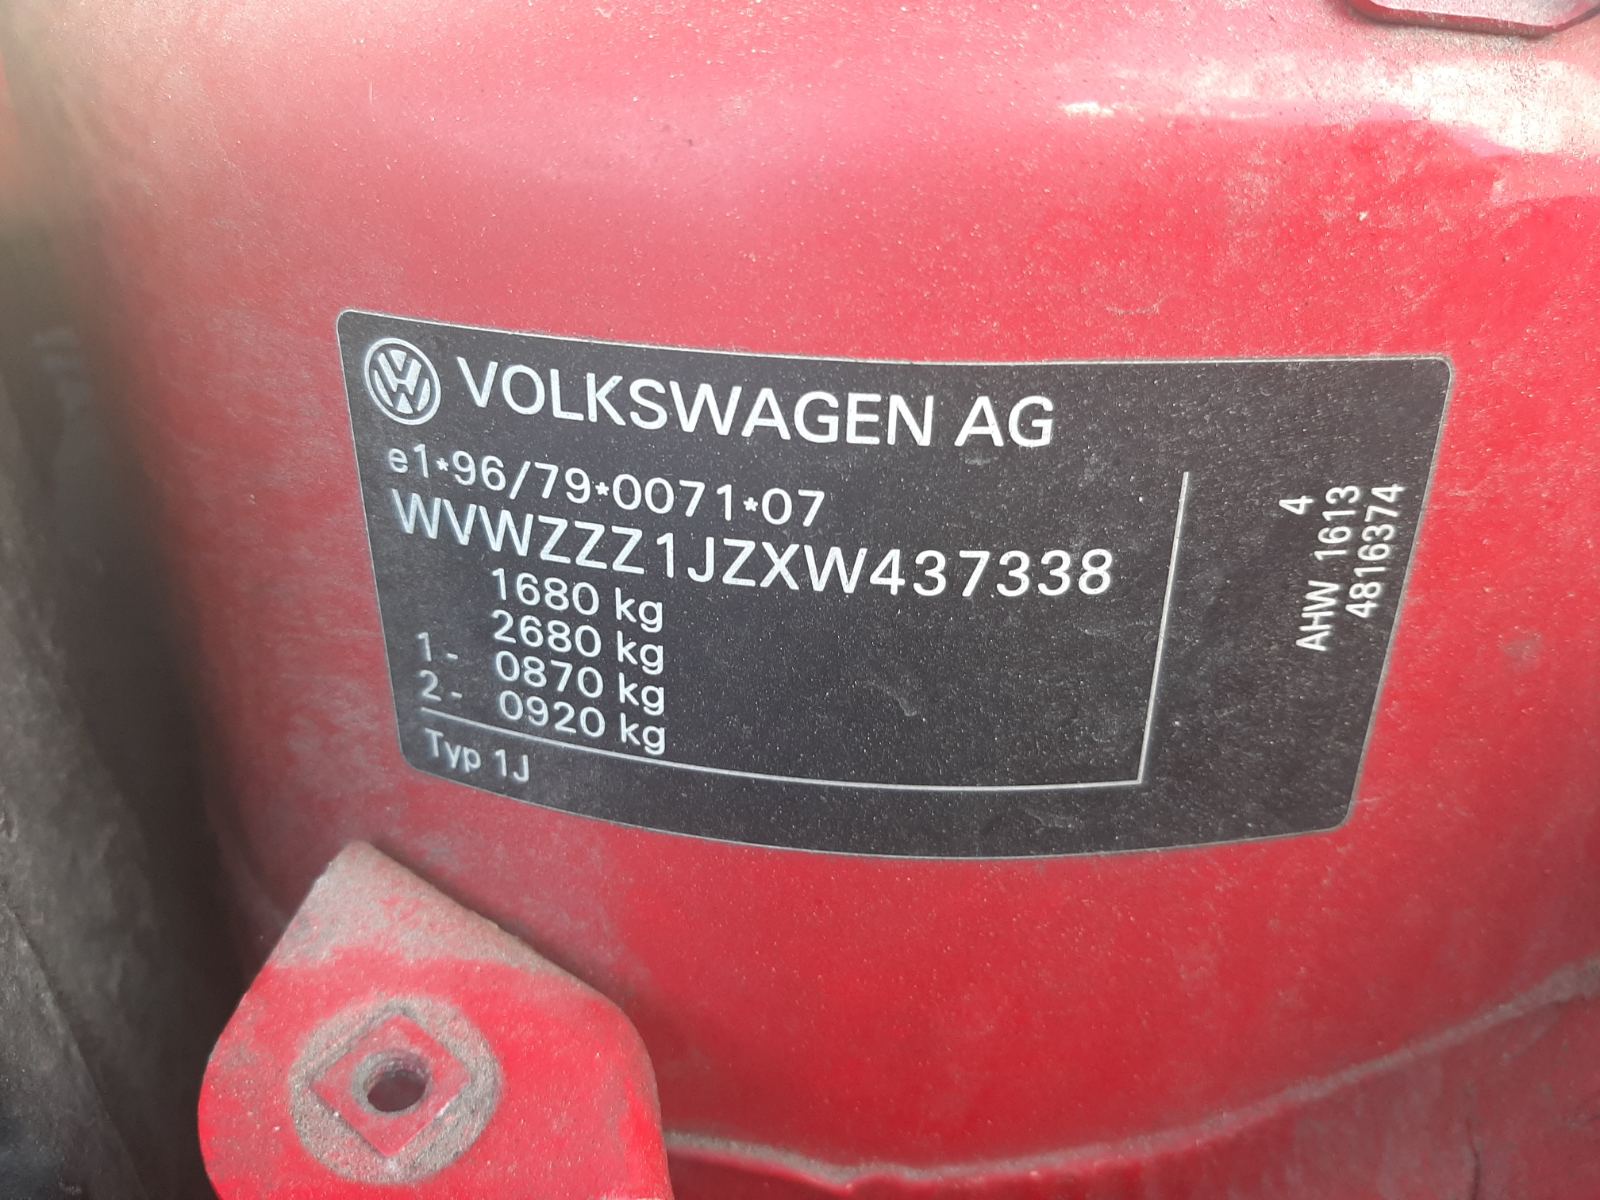 VOLKSWAGEN AG
e1*96/79*0071*07
WVWZZZ1JZXW437338
1680 kg
2680 kg
1 - 0870 kg
2 - 0920 kg
Typ 1J
4
AHW 1613
4816374